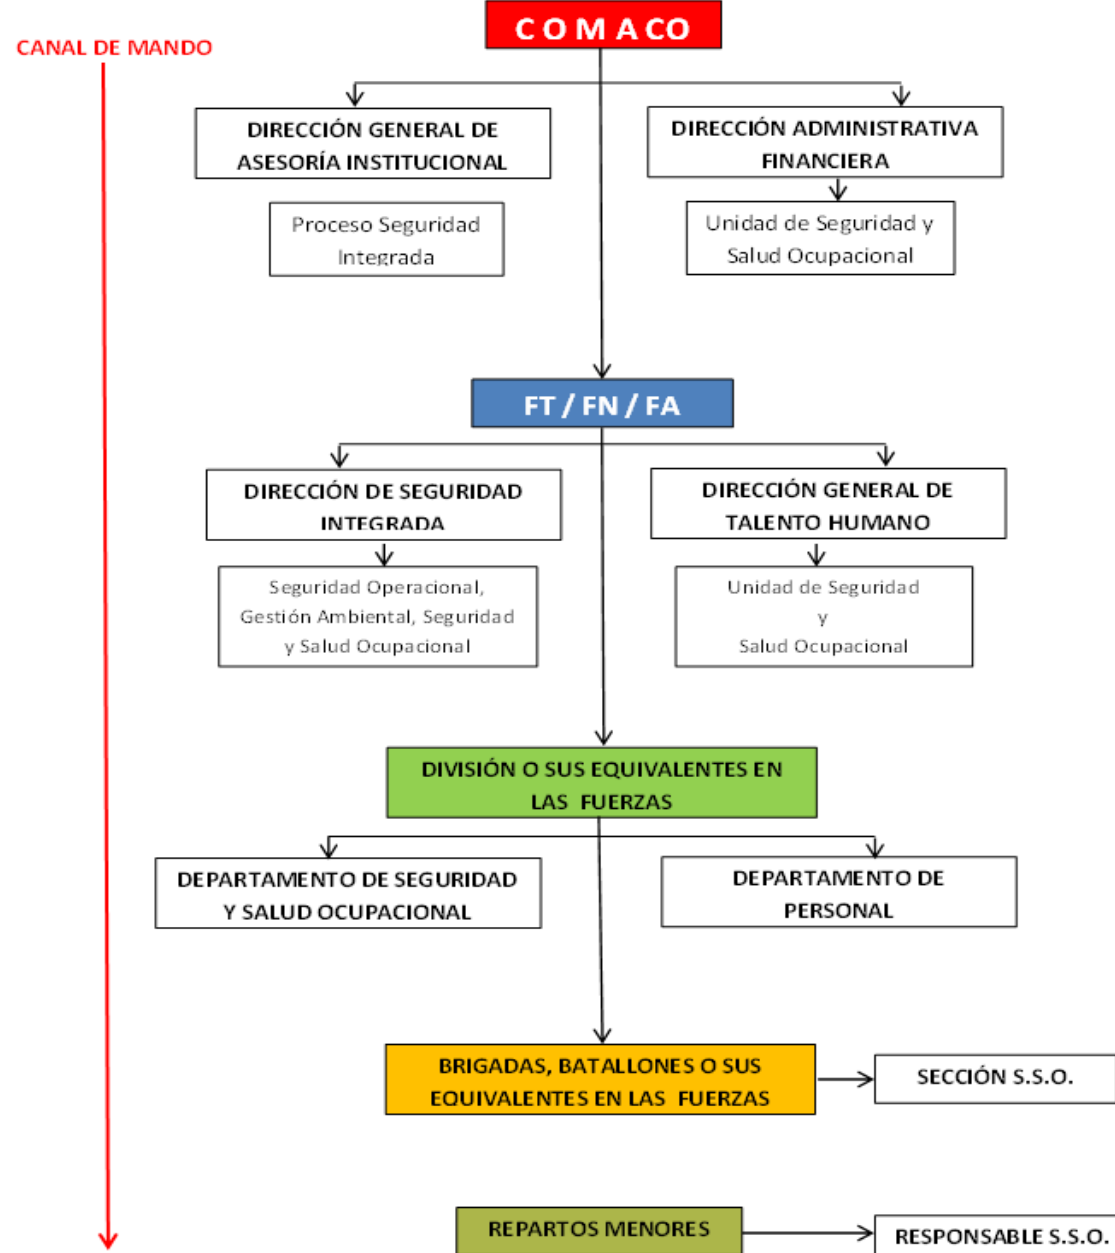 COMACO
CANAL DE MANDO
DIRECCIÓN GENERAL DE
ASESORÍA INSTITUCIONAL
DIRECCIÓN ADMINISTRATIVA
FINANCIERA
Proceso Seguridad
Integrada
Unidad de Seguridad y
Salud Ocupacional
FT / FN / FA
DIRECCIÓN DE SEGURIDAD
INTEGRADA
DIRECCIÓN GENERAL DE
TALENTO HUMANO
Seguridad Operacional,
Gestión Ambiental, Seguridad
y Salud Ocupacional
Unidad de Seguridad
y
Salud Ocupacional
DIVISIÓN O SUS EQUIVALENTES EN
LAS FUERZAS
DEPARTAMENTO DE SEGURIDAD
Y SALUD OCUPACIONAL
DEPARTAMENTO DE
PERSONAL
BRIGADAS, BATALLONES O SUS
EQUIVALENTES EN LAS FUERZAS
SECCIÓN S.S.O.
REPARTOS MENORES
RESPONSABLE S.S.O.